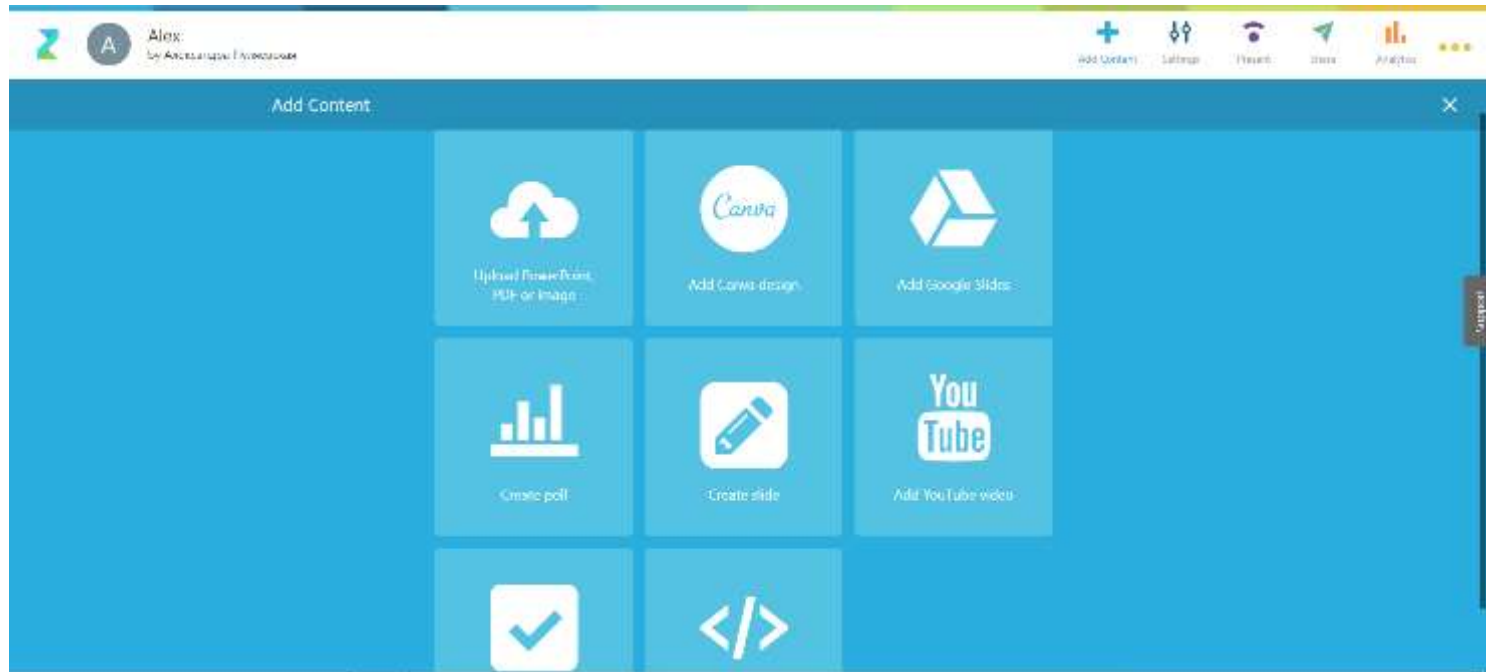 A
Alex
Add Content
Settings
Present
Share
Analytics
Add Content
Upload PowerPoint,
PDF or Image
Canva
Add Canva design
Add Google Slides
Create poll
Create slide
You
Tube
Add YouTube video